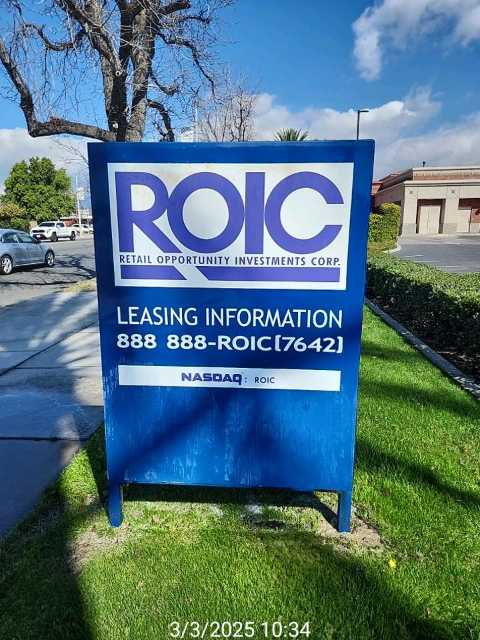 ROIC
RETAIL OPPORTUNITY INVESTMENTS CORP.
LEASING INFORMATION
888 888-ROIC(7642)
NASDAQ: ROIC
3/3/2025 10:34